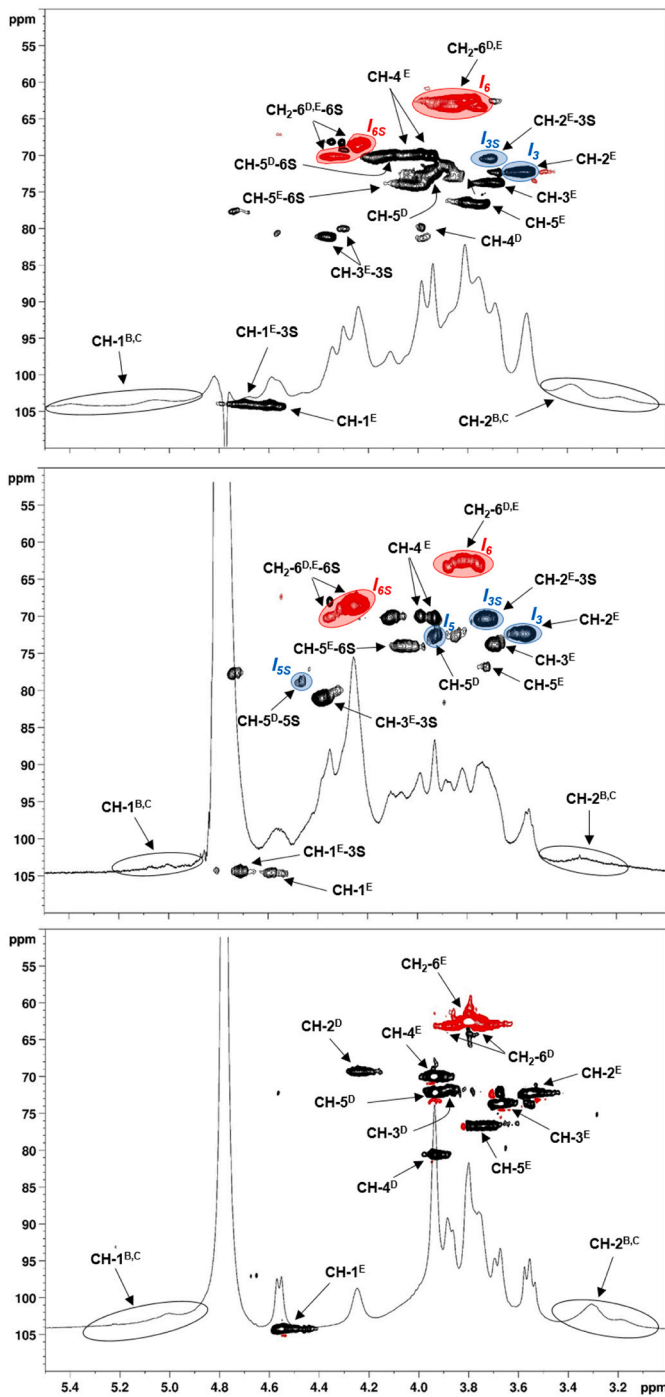 ppm
55
60
65
70
75
80
85
90
95
100
105
CH₂-6ᴰ,ᴱ
I₆
CH-4ᴱ
CH₂-6ᴰ,ᴱ-6S
I₆S
CH-2ᴱ-3S
I₃S
I₃
CH-5ᴰ-6S
CH-2ᴱ
CH-5ᴱ-6S
CH-3ᴱ
CH-5ᴰ
CH-5ᴱ
CH-4ᴰ
CH-3ᴱ-3S
CH-1ᴮ,ꟲ
CH-1ᴱ-3S
CH-1ᴱ
CH-2ᴮ,ꟲ
ppm
55
60
65
70
75
80
85
90
95
100
105
CH₂-6ᴰ,ᴱ
I₆
CH-4ᴱ
CH₂-6ᴰ,ᴱ-6S
I₆S
CH-2ᴱ-3S
I₃S
I₅
I₃
CH-2ᴱ
CH-5ᴱ-6S
CH-3ᴱ
CH-5ᴰ
CH-5ᴱ
I₅S
CH-5ᴰ-5S
CH-3ᴱ-3S
CH-1ᴮ,ꟲ
CH-2ᴮ,ꟲ
CH-1ᴱ-3S
CH-1ᴱ
ppm
55
60
65
70
75
80
85
90
95
100
105
CH₂-6ᴱ
CH-2ᴰ
CH-4ᴱ
CH₂-6ᴰ
CH-5ᴰ
CH-2ᴱ
CH-3ᴰ
CH-3ᴱ
CH-5ᴱ
CH-4ᴰ
CH-1ᴮ,ꟲ
CH-2ᴮ,ꟲ
CH-1ᴱ
5.4 5.2 5.0 4.8 4.6 4.4 4.2 4.0 3.8 3.6 3.4 3.2 ppm